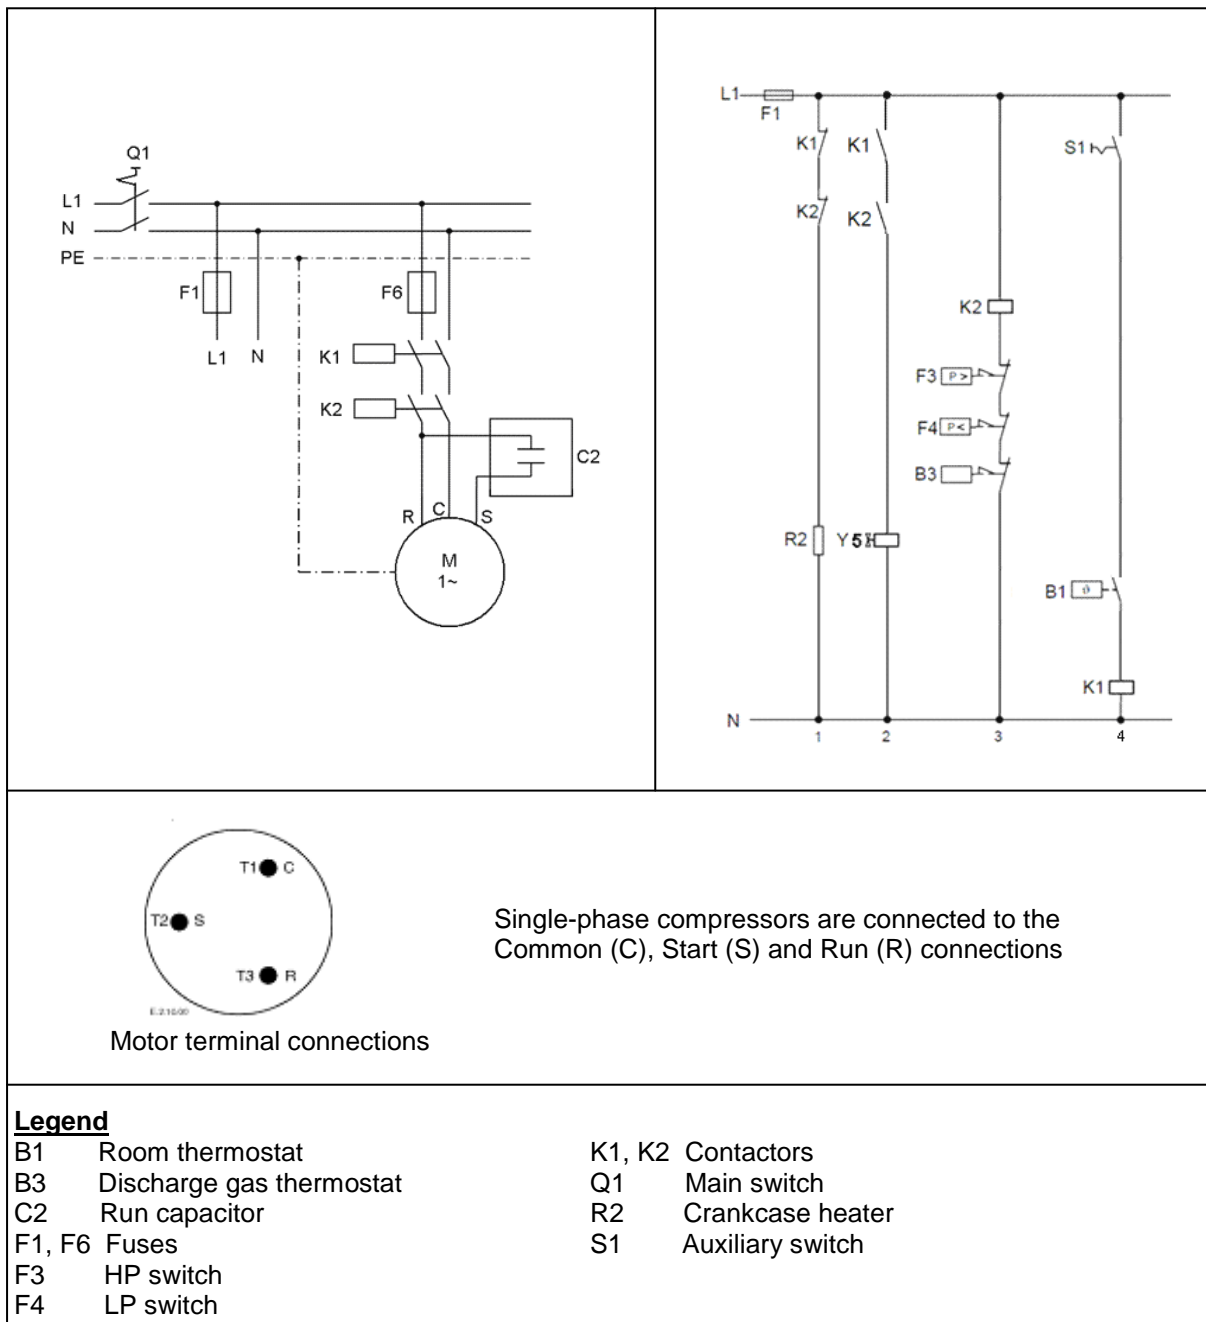 Q1
L1
N
PE
F1
F6
L1 N
K1
K2
C2
R C S
M
1~
L1
F1
K1 K1
S1
K2 K2
K2
F3 P >
F4 P <
B3
R2 Y 5
B1 ϑ
K1
N
1 2 3 4
T1 C
T2 S
T3 R
E.2.10.00
Motor terminal connections
Single-phase compressors are connected to the
Common (C), Start (S) and Run (R) connections
Legend
B1 Room thermostat
B3 Discharge gas thermostat
C2 Run capacitor
F1, F6 Fuses
F3 HP switch
F4 LP switch
K1, K2 Contactors
Q1 Main switch
R2 Crankcase heater
S1 Auxiliary switch